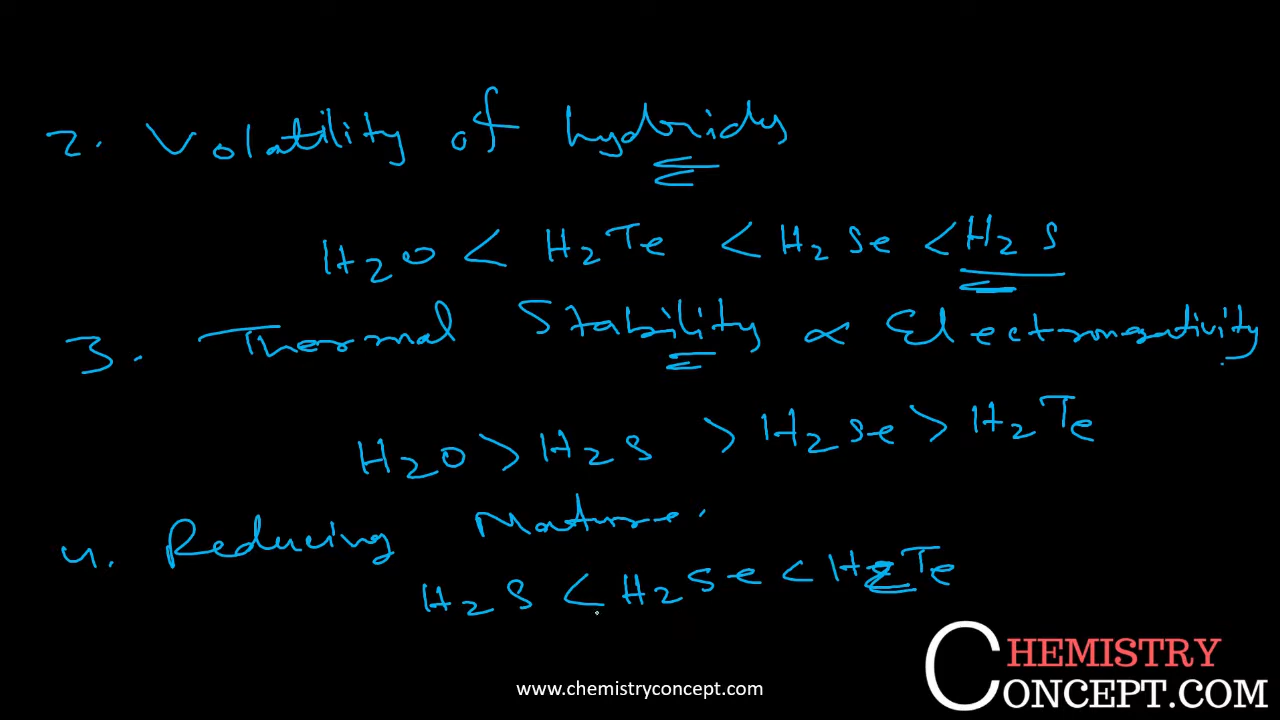 2. Volatility of hydrides
H2O < H2Te < H2Se < H2S
3. Thermal Stability ∝ Electronegativity
H2O > H2S > H2Se > H2Te
4. Reducing Nature.
H2S < H2Se < H2Te
CHEMISTRY
CONCEPT.COM
www.chemistryconcept.com